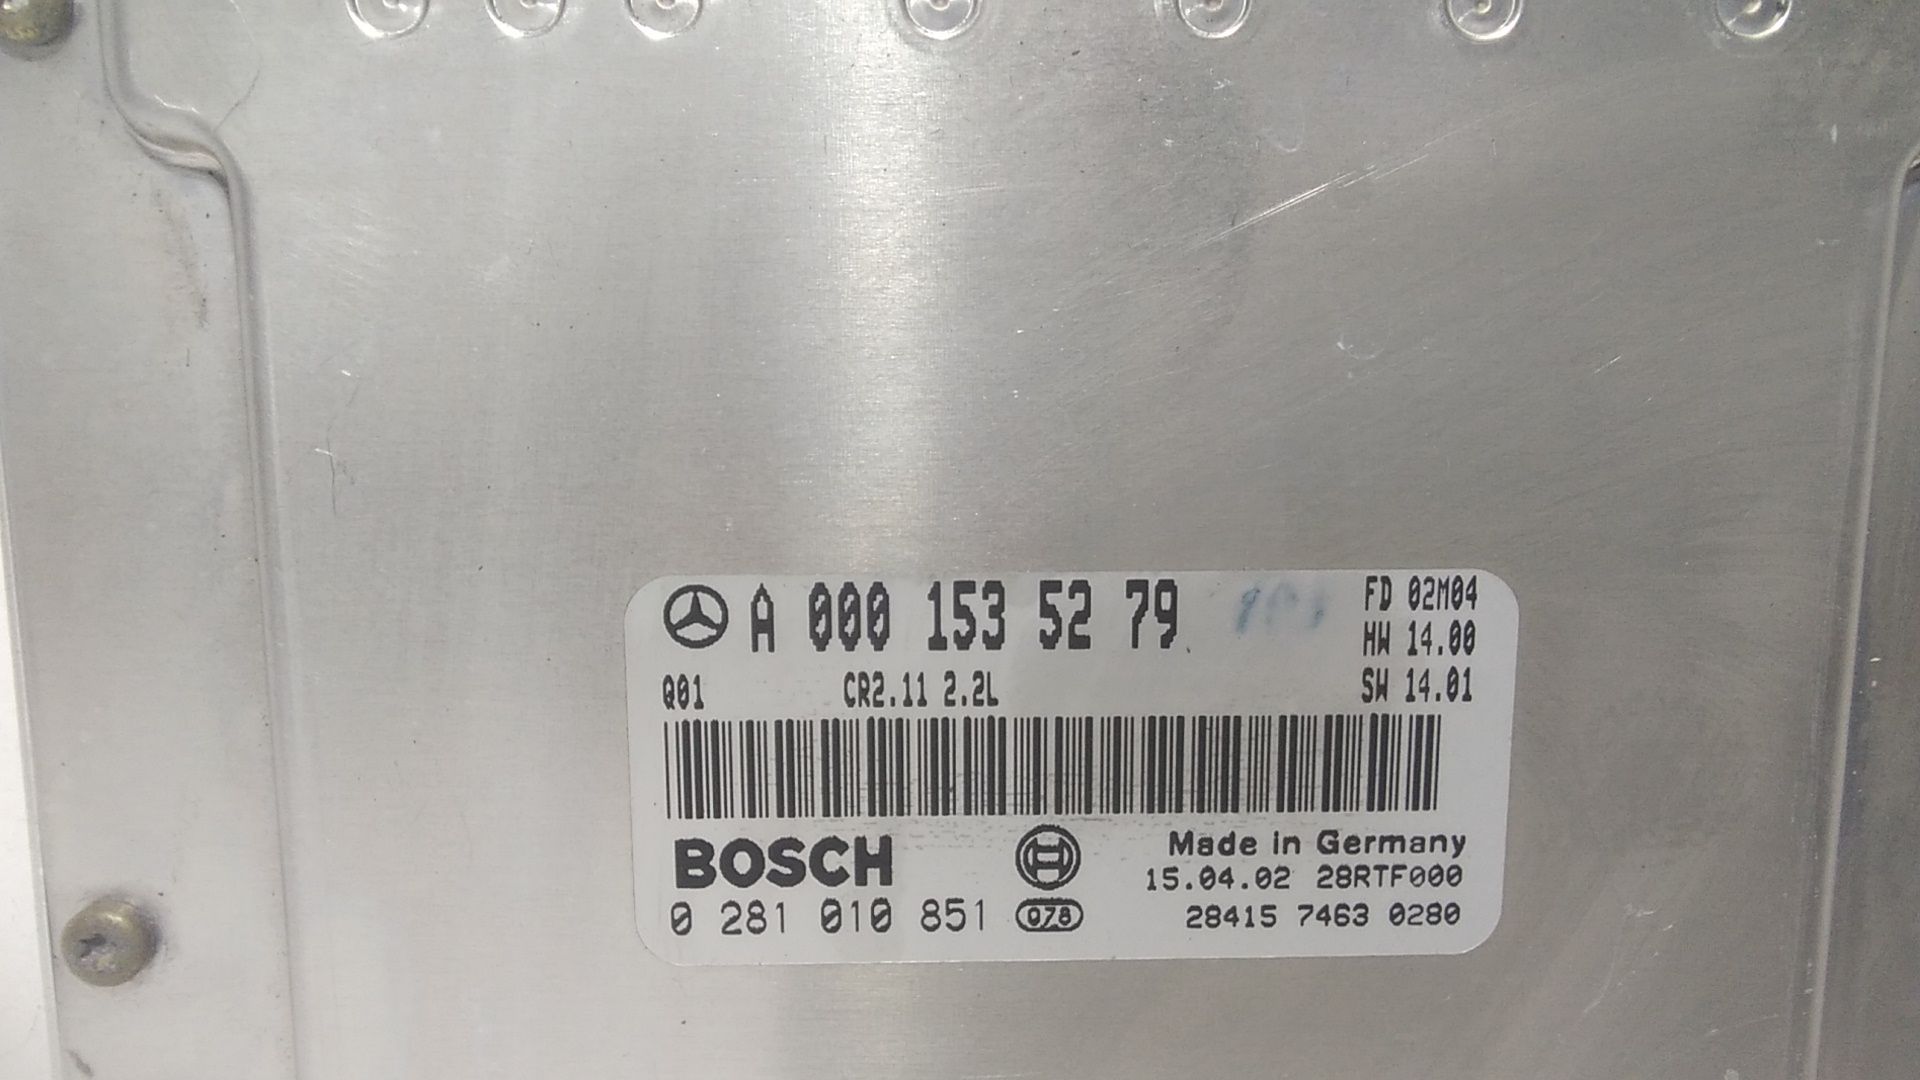 A 000 153 52 79 FD 02M04
HW 14.00
Q01 CR2.11 2.2L SW 14.01
BOSCH Made in Germany
15.04.02 28RTF000
0 281 010 851 078 28415 7463 0280